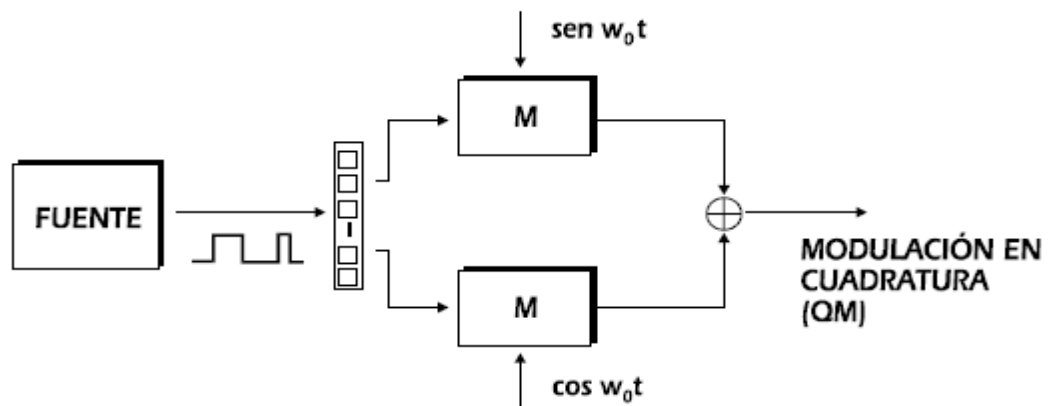 sen w₀t
M
FUENTE
M
MODULACIÓN EN
CUADRATURA
(QM)
cos w₀t